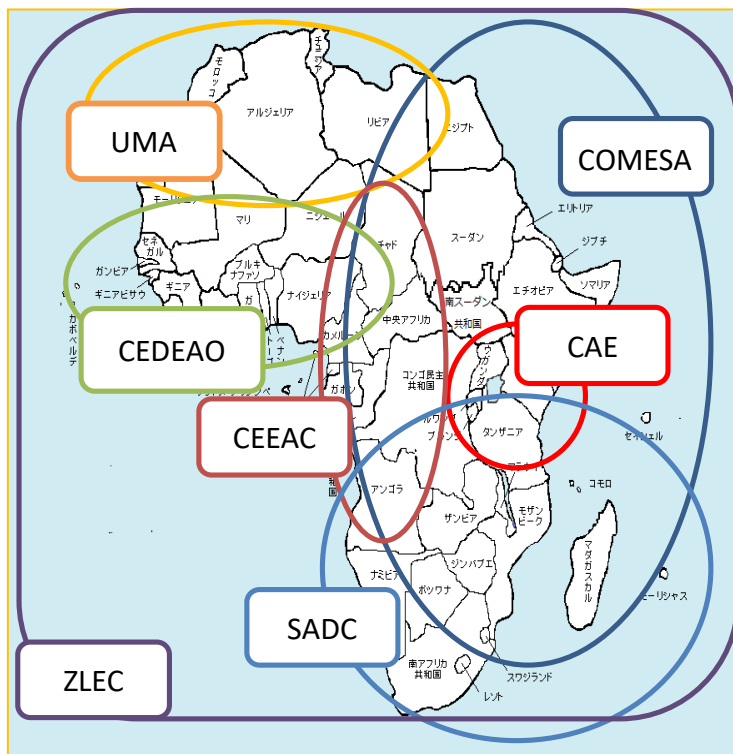 チュニジア
モロッコ
アルジェリア
リビア
エジプト
UMA
COMESA
モーリタニア
マリ
ニジェール
チャド
スーダン
エリトリア
ジブチ
セネ
ガル
ガンビア
ギニアビサウ
ギニア
ブルキ
ナファソ
ナイジェリア
ガ
エチオピア
ソマリア
南スーダン
共和国
中央アフリカ
カメルーン
カボベルデ
CEDEAO
トーゴ
ベナン
CAE
ウガンダ
コンゴ民主
共和国
ガボン
CEEAC
ルワンダ
ブルンジ
タンザニア
セイシェル
和国
アンゴラ
マラウイ
コモロ
ザンビア
モザン
ビーク
マダガスカル
ナミビア
ジンバブエ
ボツワナ
モーリシャス
SADC
スワジランド
南アフリカ
共和国
レソト
ZLEC